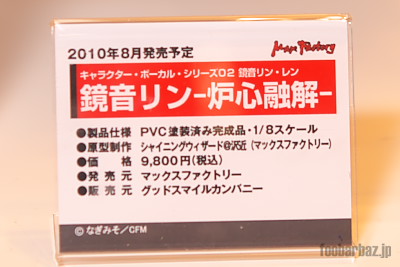 2010年8月発売予定
Max Factory
キャラクター・ボーカル・シリーズ02 鏡音リン・レン
鏡音リン-炉心融解-
●製品仕様 PVC塗装済み完成品・1/8スケール
●原型制作 シャイニングウィザード@沢近（マックスファクトリー）
●価格 9,800円（税込）
●発売元 マックスファクトリー
●販売元 グッドスマイルカンパニー
© なぎみそ／CFM
foobarbaz.jp